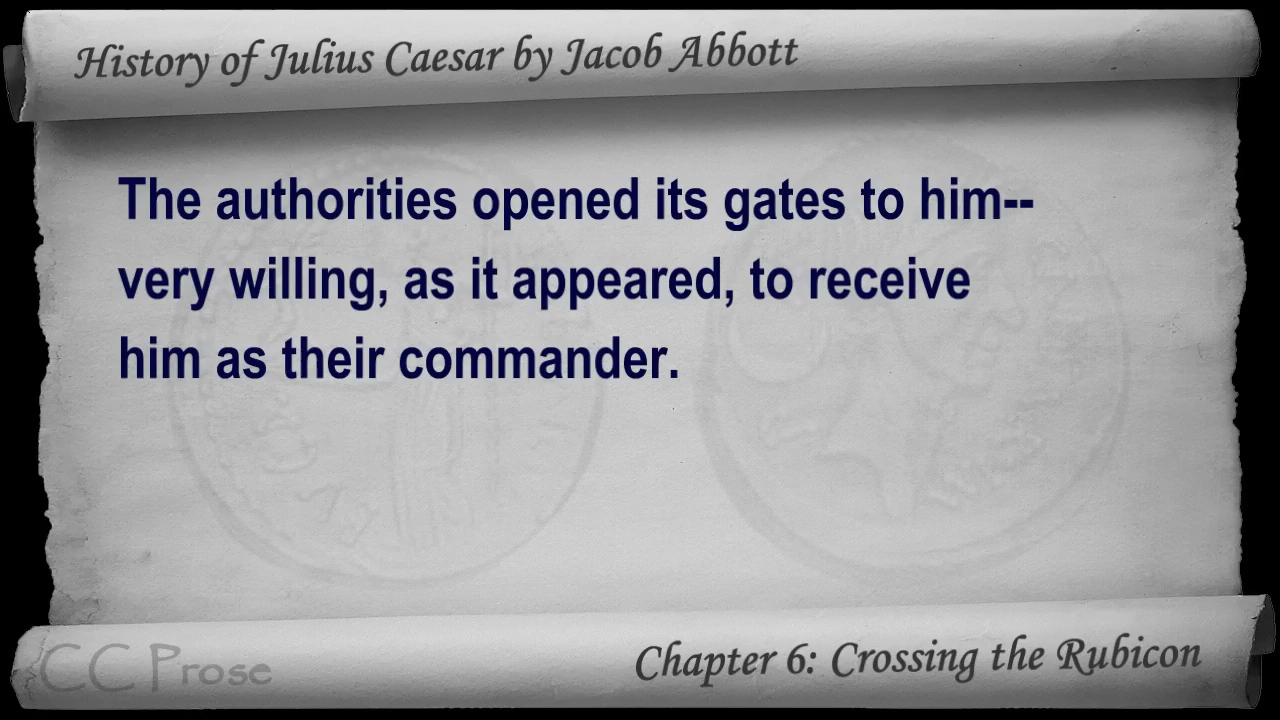 History of Julius Caesar by Jacob Abbott
The authorities opened its gates to him--
very willing, as it appeared, to receive
him as their commander.
CC Prose
Chapter 6: Crossing the Rubicon